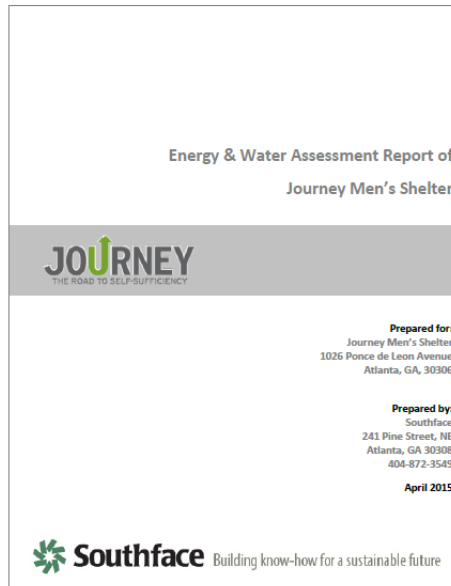 Energy & Water Assessment Report of
Journey Men's Shelter
JOURNEY
THE ROAD TO SELF-SUFFICIENCY
Prepared for:
Journey Men's Shelter
1026 Ponce de Leon Avenue
Atlanta, GA, 30306
Prepared by:
Southface
241 Pine Street, NE
Atlanta, GA 30308
404-872-3549
April 2015
Southface Building know-how for a sustainable future